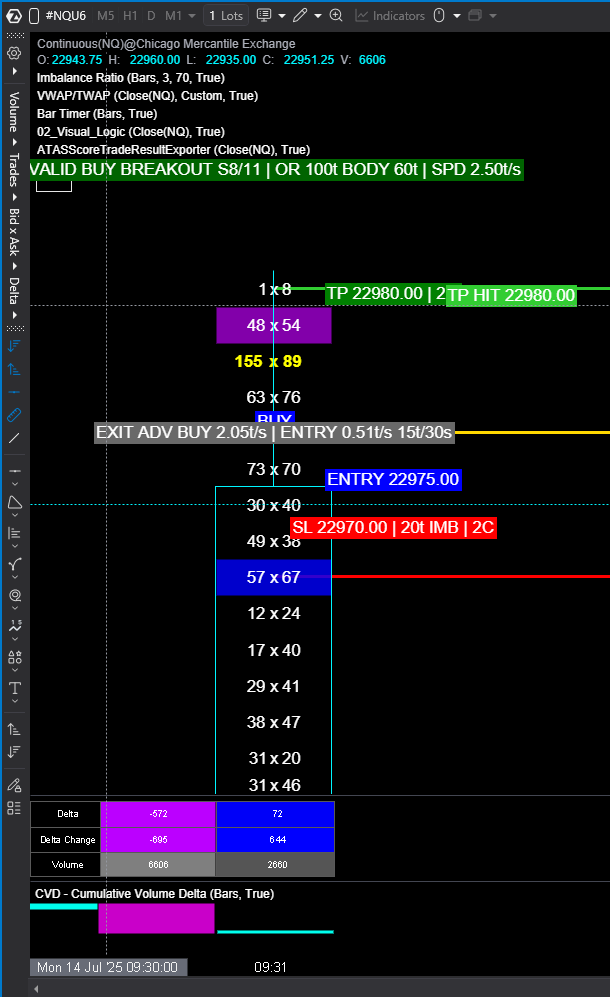 #NQU6 M5 H1 D M1 1 Lots Indicators
Continuous(NQ)@Chicago Mercantile Exchange
O: 22943.75 H: 22960.00 L: 22935.00 C: 22951.25 V: 6606
Imbalance Ratio (Bars, 3, 70, True)
VWAP/TWAP (Close(NQ), Custom, True)
Bar Timer (Bars, True)
02_Visual_Logic (Close(NQ), True)
ATASScoreTradeResultExporter (Close(NQ), True)
VALID BUY BREAKOUT S8/11 | OR 100t BODY 60t | SPD 2.50t/s
Volume
Trades
Bid x Ask
Delta
1 x 8
TP 22980.00 | 2
TP HIT 22980.00
48 x 54
155 x 89
63 x 76
BUY
EXIT ADV BUY 2.05t/s | ENTRY 0.51t/s 15t/30s
73 x 70
ENTRY 22975.00
30 x 40
SL 22970.00 | 20t IMB | 2C
49 x 38
57 x 67
12 x 24
17 x 40
29 x 41
38 x 47
31 x 20
31 x 46
Delta -572 72
Delta Change -695 644
Volume 6606 2660
CVD - Cumulative Volume Delta (Bars, True)
Mon 14 Jul '25 09:30:00 09:31